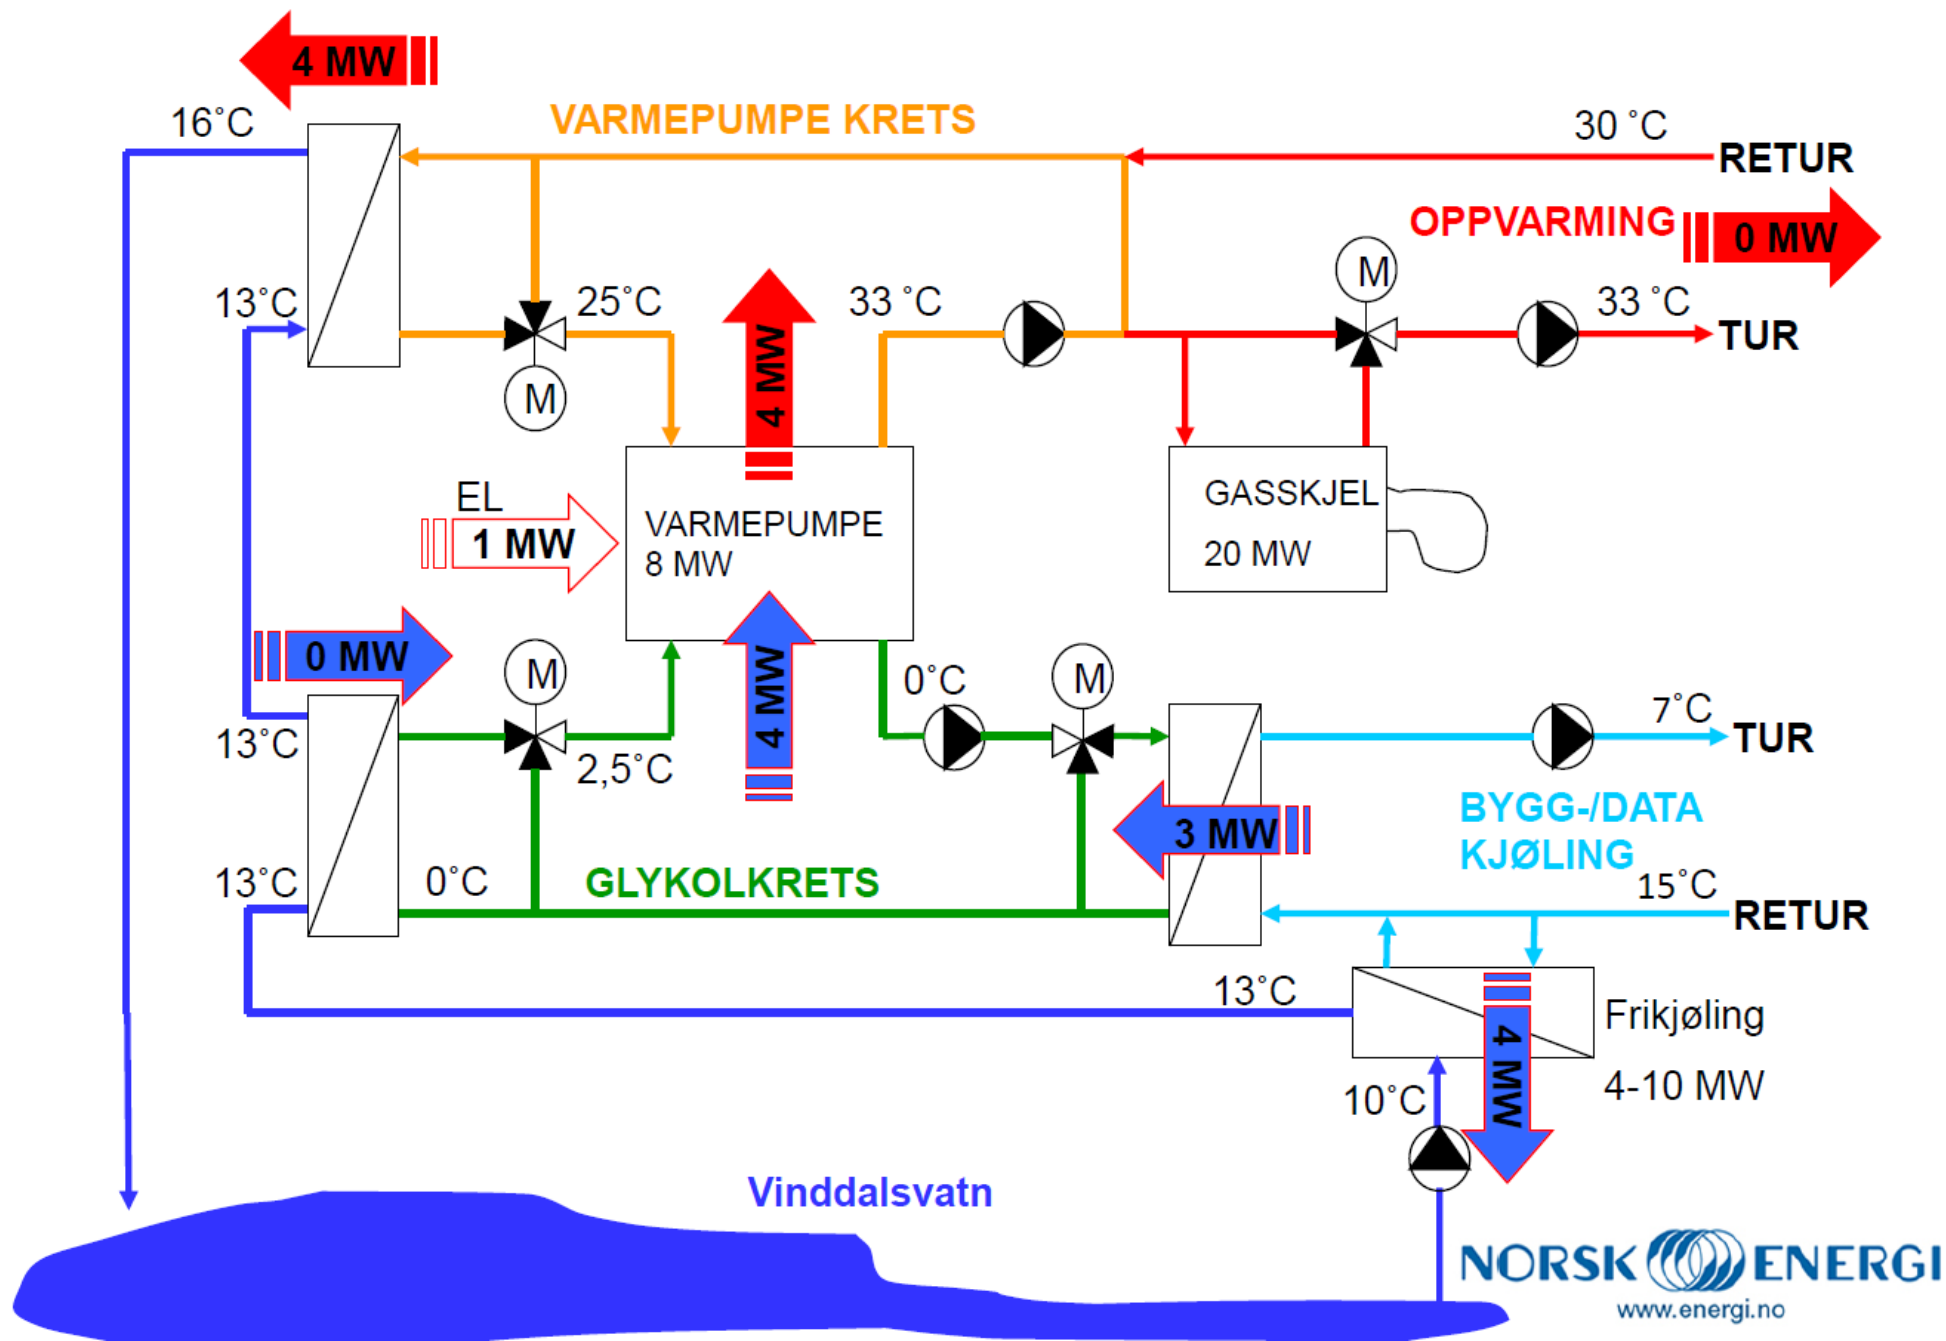 4 MW
16˚C
VARMEPUMPE KRETS
30 ˚C
RETUR
OPPVARMING
0 MW
13˚C
25˚C
33 ˚C
M
33 ˚C
TUR
4 MW
M
EL
1 MW
VARMEPUMPE
8 MW
GASSKJEL
20 MW
0 MW
M
4 MW
0˚C
M
13˚C
2,5˚C
7˚C
TUR
3 MW
BYGG-/DATA
KJØLING
13˚C
0˚C
GLYKOLKRETS
15˚C
RETUR
13˚C
4 MW
Frikjøling
4-10 MW
10˚C
Vinddalsvatn
NORSK ENERGI
www.energi.no